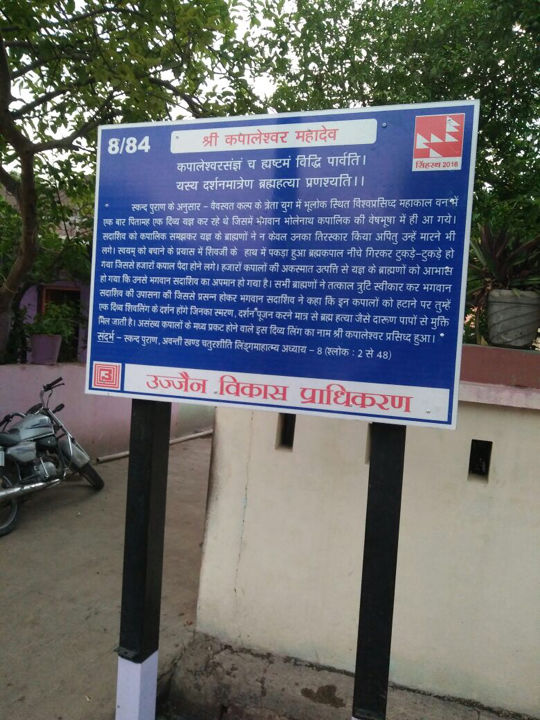 8/84
श्री कपालेश्वर महादेव
सिंहस्थ 2016
कपालेश्वरसंज्ञं च ह्यष्टमं विद्धि पार्वति।
यस्य दर्शनमात्रेण ब्रह्महत्या प्रणश्यति।।
स्कन्द पुराण के अनुसार – वैवस्वत कल्प के त्रेता युग में भूलोक स्थित विश्वप्रसिध्द महाकाल वन में
एक बार पितामह एक दिव्य यज्ञ कर रहे थे जिसमें भगवान भोलेनाथ कपालिक की वेषभूषा में ही आ गये।
सदाशिव को कपालिक समझकर यज्ञ के ब्राह्मणों ने न केवल उनका तिरस्कार किया अपितु उन्हें मारने भी
लगे। स्वयम् को बचाने के प्रयास में शिवजी के हाथ में पकड़ा हुआ ब्रह्मकपाल नीचे गिरकर टुकड़े-टुकड़े हो
गया जिससे हजारों कपाल पैदा होने लगे। हजारों कपालों की अकस्मात उत्पत्ति से यज्ञ के ब्राह्मणों को आभास
हो गया कि उनसे भगवान सदाशिव का अपमान हो गया है। सभी ब्राह्मणों ने तत्काल त्रुटि स्वीकार कर भगवान
सदाशिव की उपासना की जिससे प्रसन्न होकर भगवान सदाशिव ने कहा कि इन कपालों को हटाने पर तुम्हें
एक दिव्य शिवलिंग के दर्शन होंगे जिनका स्मरण, दर्शन पूजन करने मात्र से ब्रह्म हत्या जैसे दारूण पापों से मुक्ति
मिल जाती है। असंख्य कपालों के मध्य प्रकट होने वाले इस दिव्य लिंग का नाम श्री कपालेश्वर प्रसिध्द हुआ।
संदर्भ – स्कन्द पुराण, अवन्ती खण्ड चतुरशीति लिंड्गमाहात्म्य अध्याय – 8 (श्लोक : 2 से 48)
उज्जैन विकास प्राधिकरण